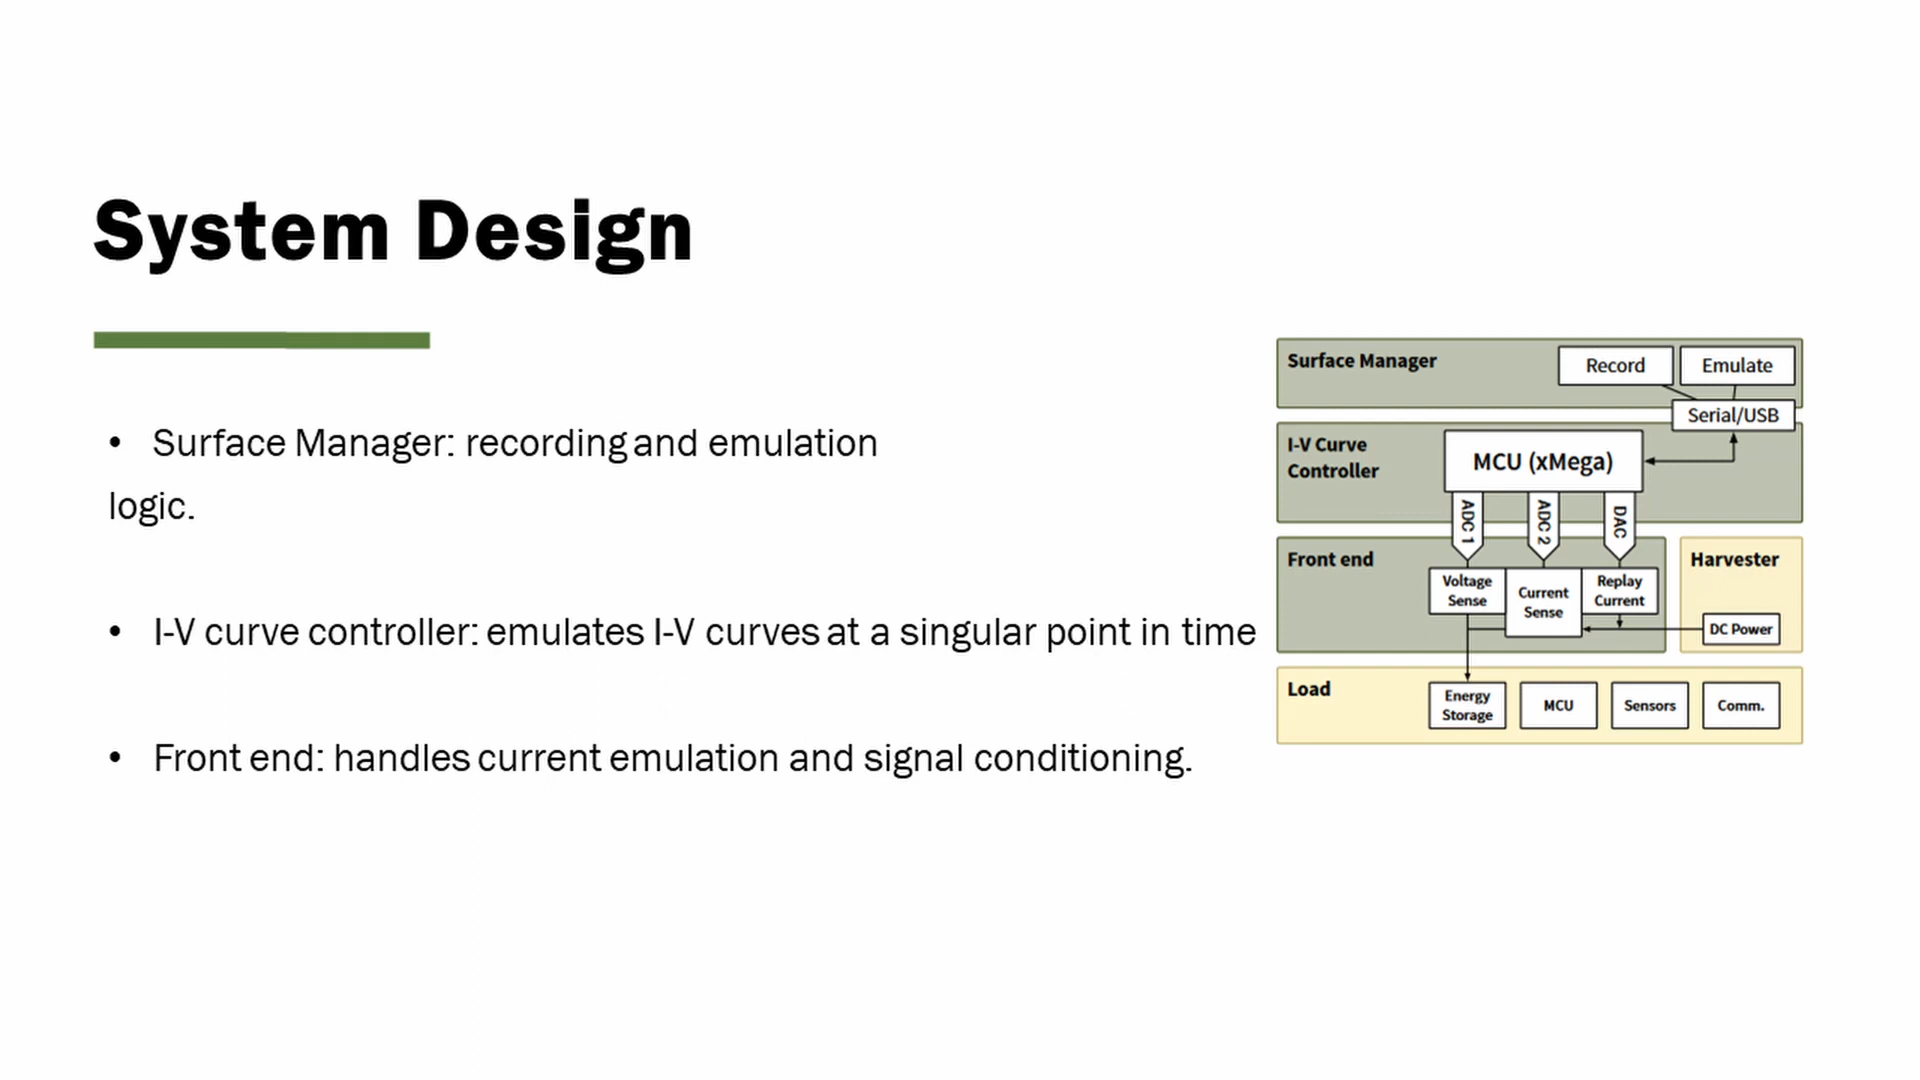 System Design
• Surface Manager: recording and emulation
logic.
• I-V curve controller: emulates I-V curves at a singular point in time
• Front end: handles current emulation and signal conditioning.
Surface Manager
Record
Emulate
Serial/USB
I-V Curve
Controller
MCU (xMega)
ADC 1
ADC 2
DAC
Front end
Voltage
Sense
Current
Sense
Replay
Current
Harvester
DC Power
Load
Energy
Storage
MCU
Sensors
Comm.